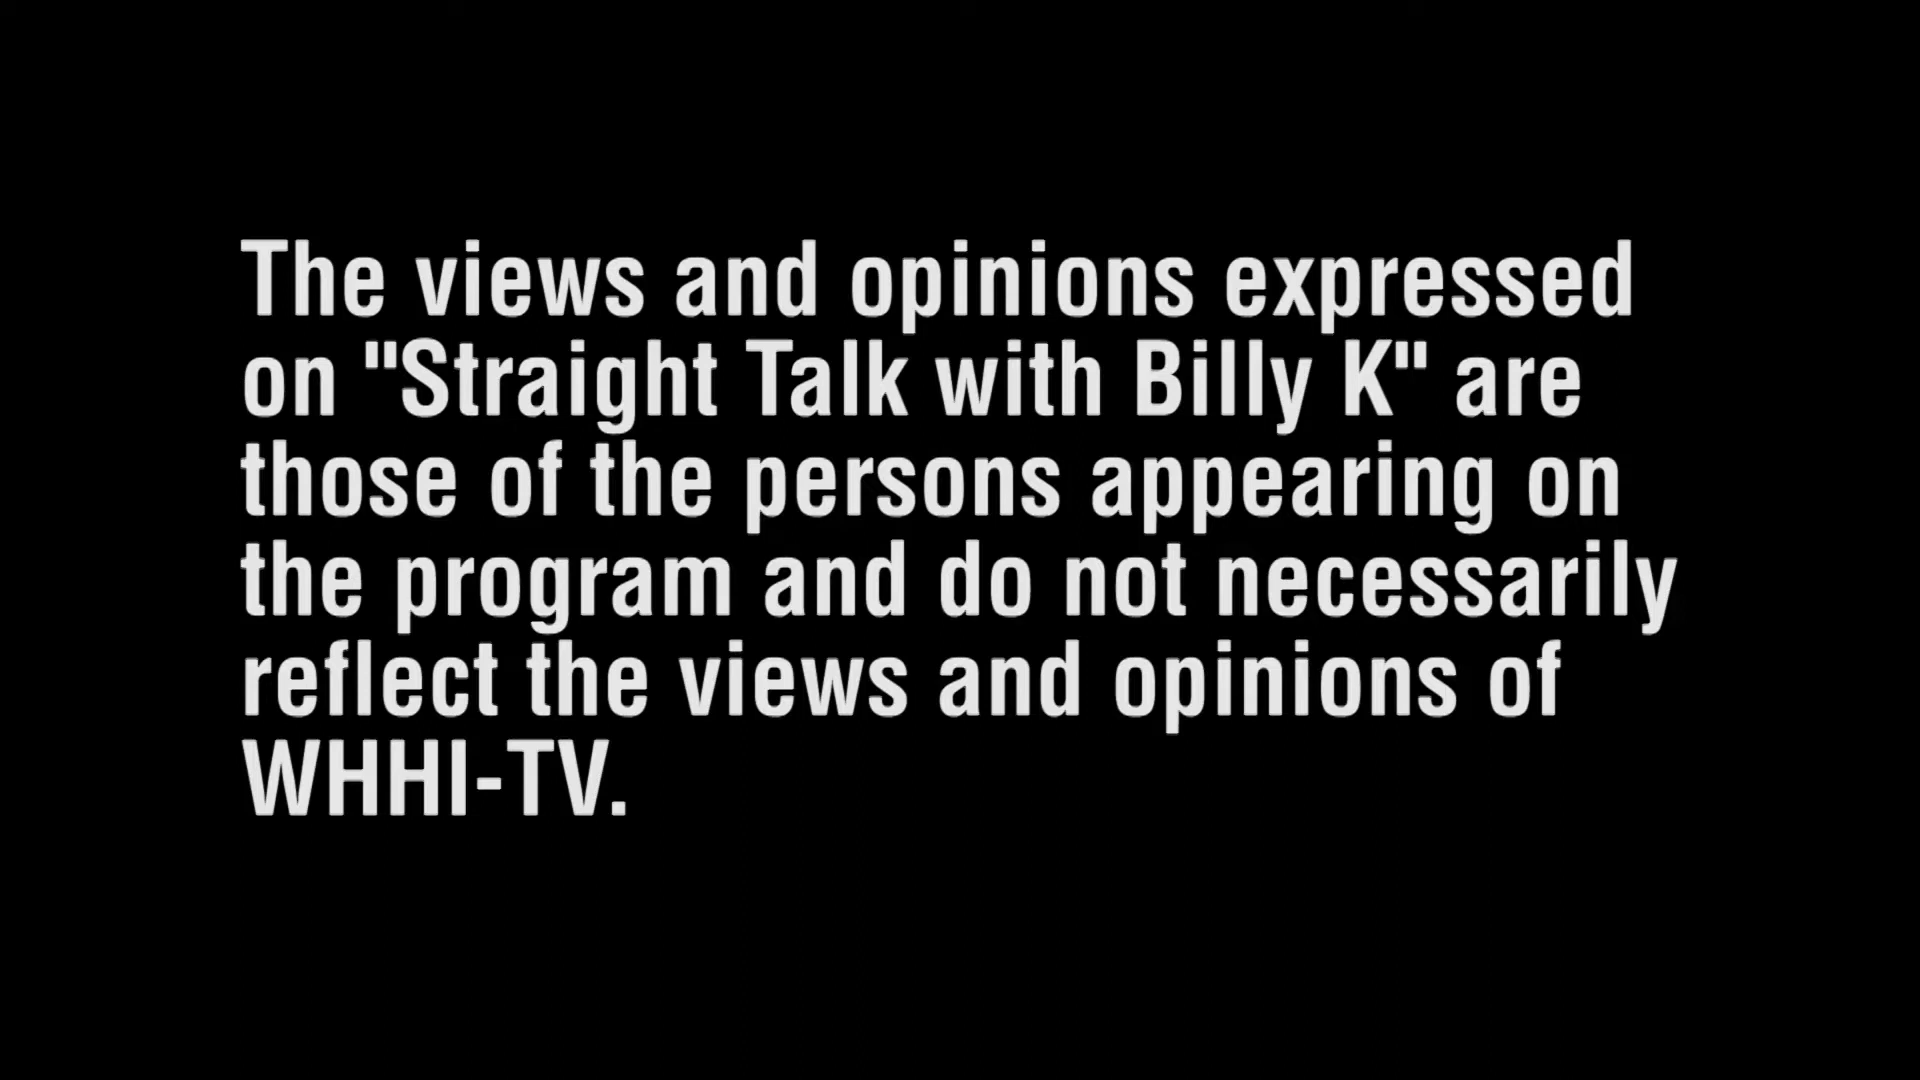 The views and opinions expressed
on "Straight Talk with Billy K" are
those of the persons appearing on
the program and do not necessarily
reflect the views and opinions of
WHHI-TV.